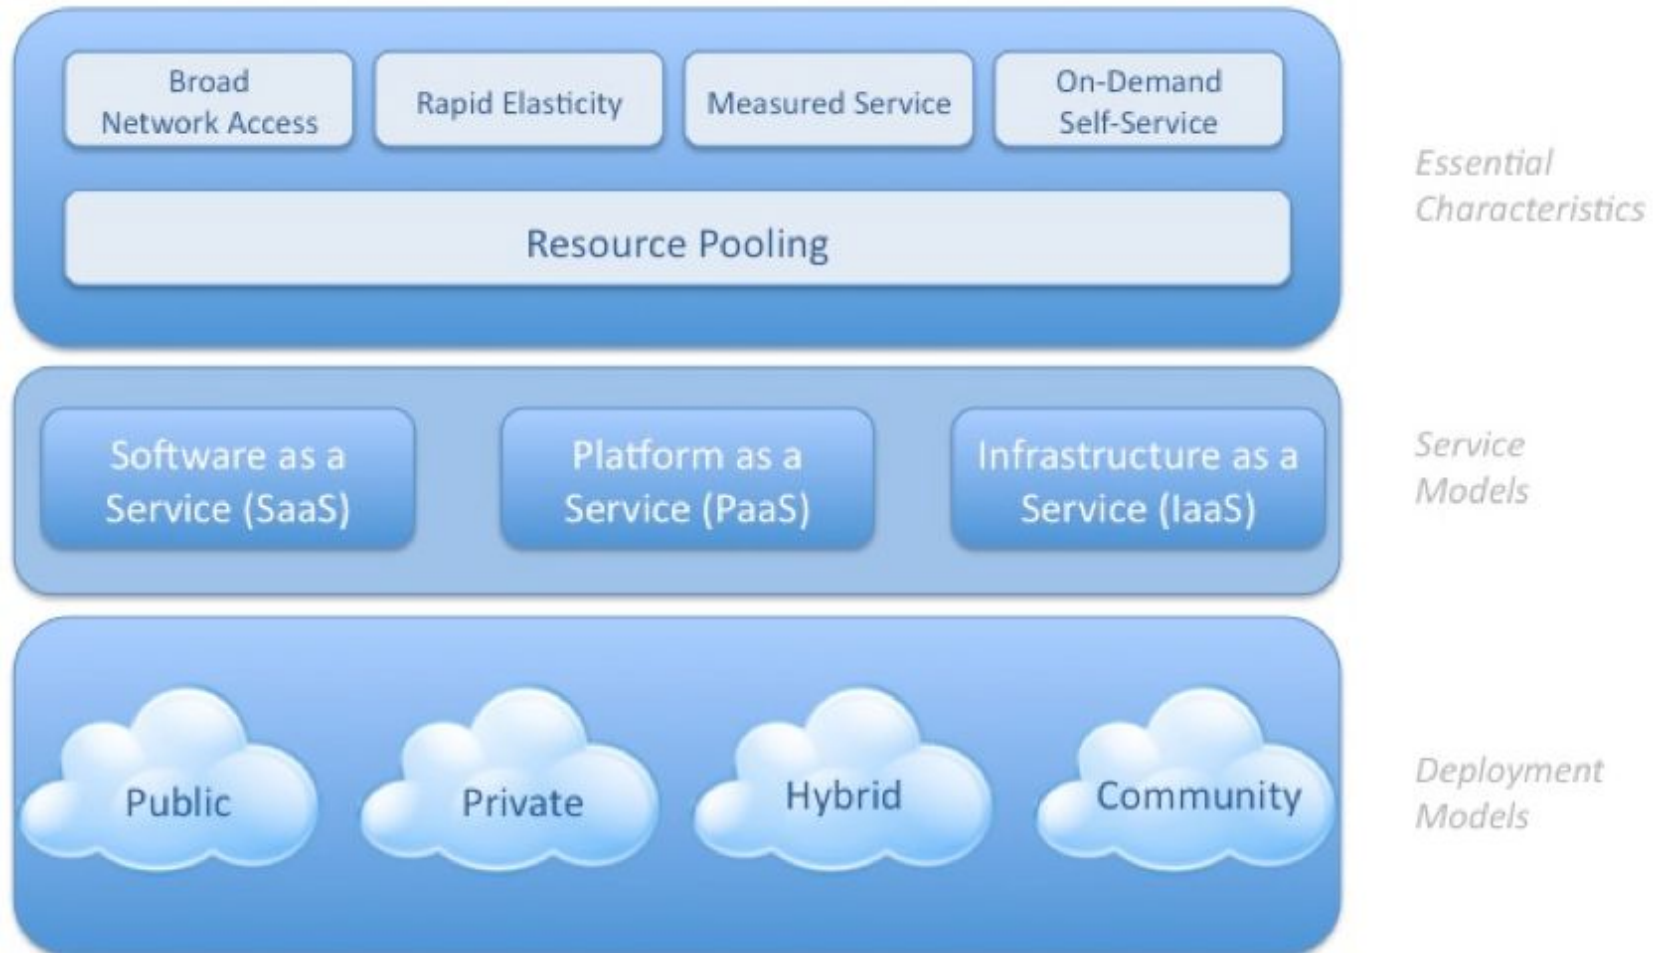 Broad
Network Access
Rapid Elasticity
Measured Service
On-Demand
Self-Service
Resource Pooling
Essential
Characteristics
Software as a
Service (SaaS)
Platform as a
Service (PaaS)
Infrastructure as a
Service (IaaS)
Service
Models
Public
Private
Hybrid
Community
Deployment
Models